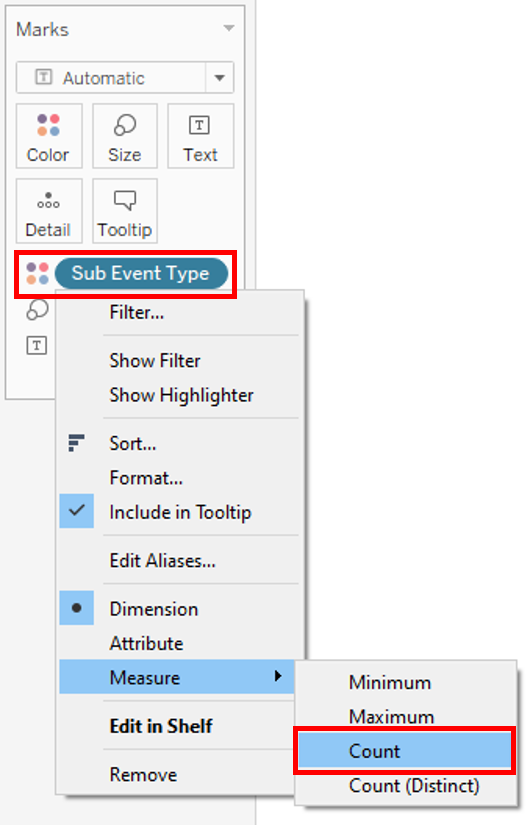 Marks
Automatic
Color Size Text
Detail Tooltip
Sub Event Type
Filter...
T
Show Filter
Show Highlighter
Sort...
Format...
Include in Tooltip
Edit Aliases...
Dimension
Attribute
Measure
Minimum
Maximum
Edit in Shelf
Count
Remove
Count (Distinct)